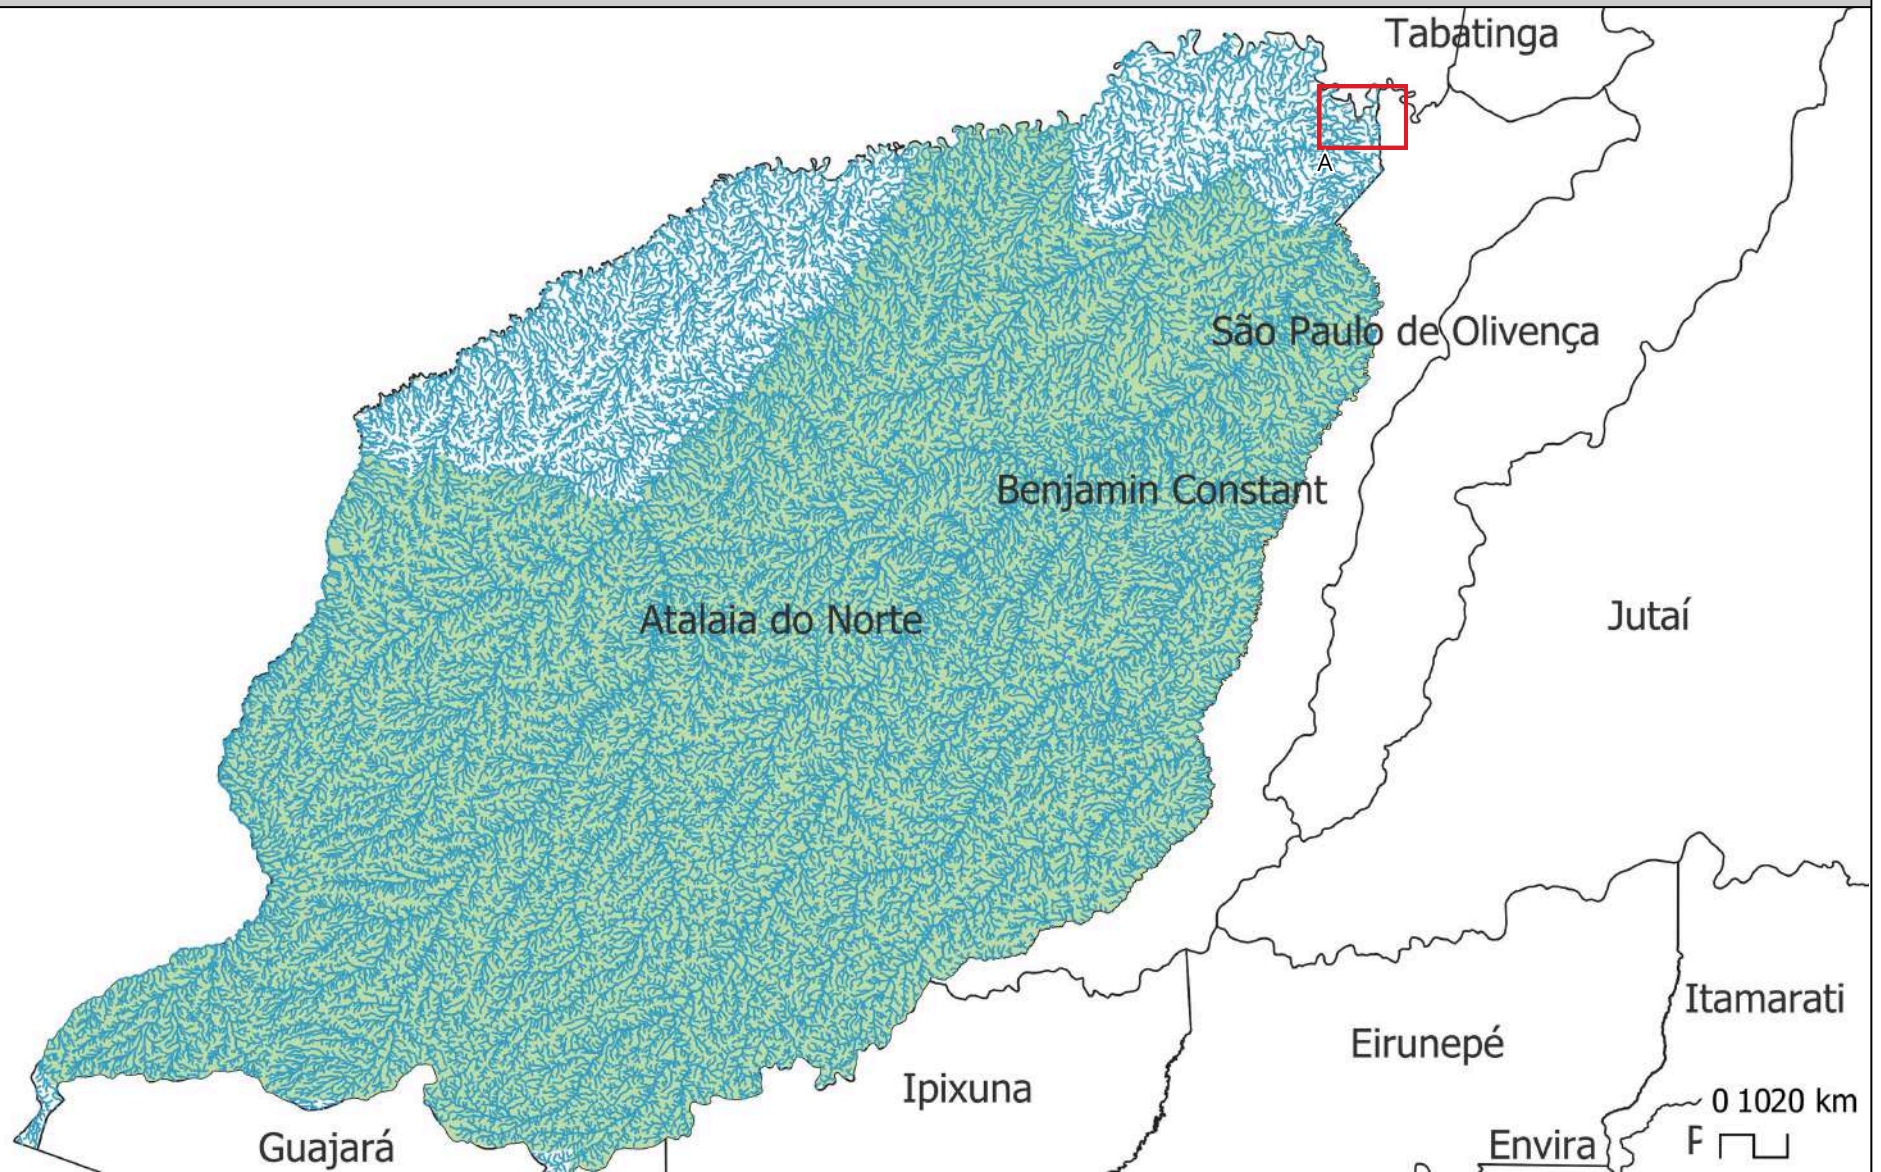 Tabatinga
A
São Paulo de Olivença
Benjamin Constant
Atalaia do Norte
Jutaí
Itamarati
Eirunepé
Ipixuna
0 1020 km
Envira
Guajará